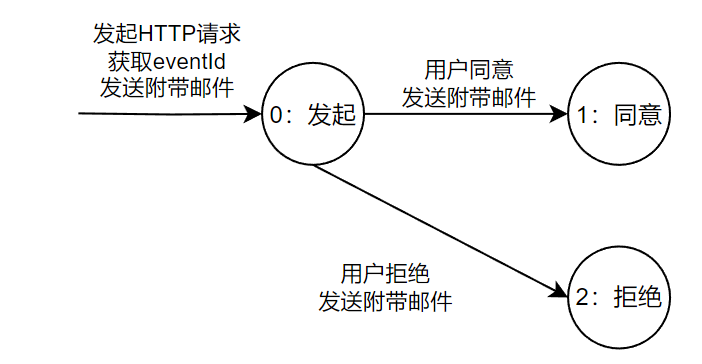 发起HTTP请求
获取eventId
发送附带邮件
0：发起
用户同意
发送附带邮件
1：同意
用户拒绝
发送附带邮件
2：拒绝